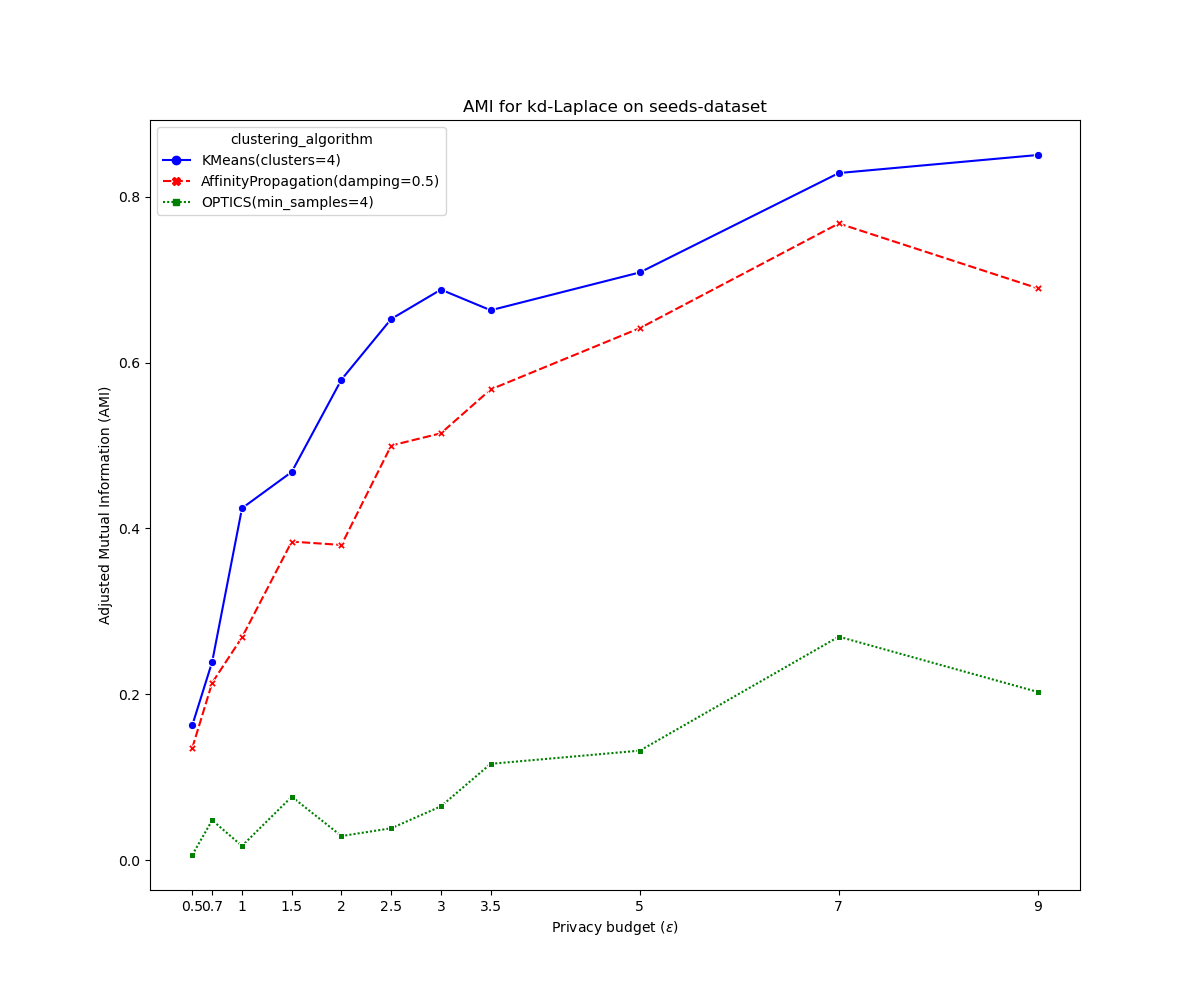 AMI for kd-Laplace on seeds-dataset
clustering_algorithm
KMeans(clusters=4)
AffinityPropagation(damping=0.5)
OPTICS(min_samples=4)
Adjusted Mutual Information (AMI)
0.8
0.6
0.4
0.2
0.0
0.5 0.7 1 1.5 2 2.5 3 3.5 5 7 9
Privacy budget (ε)